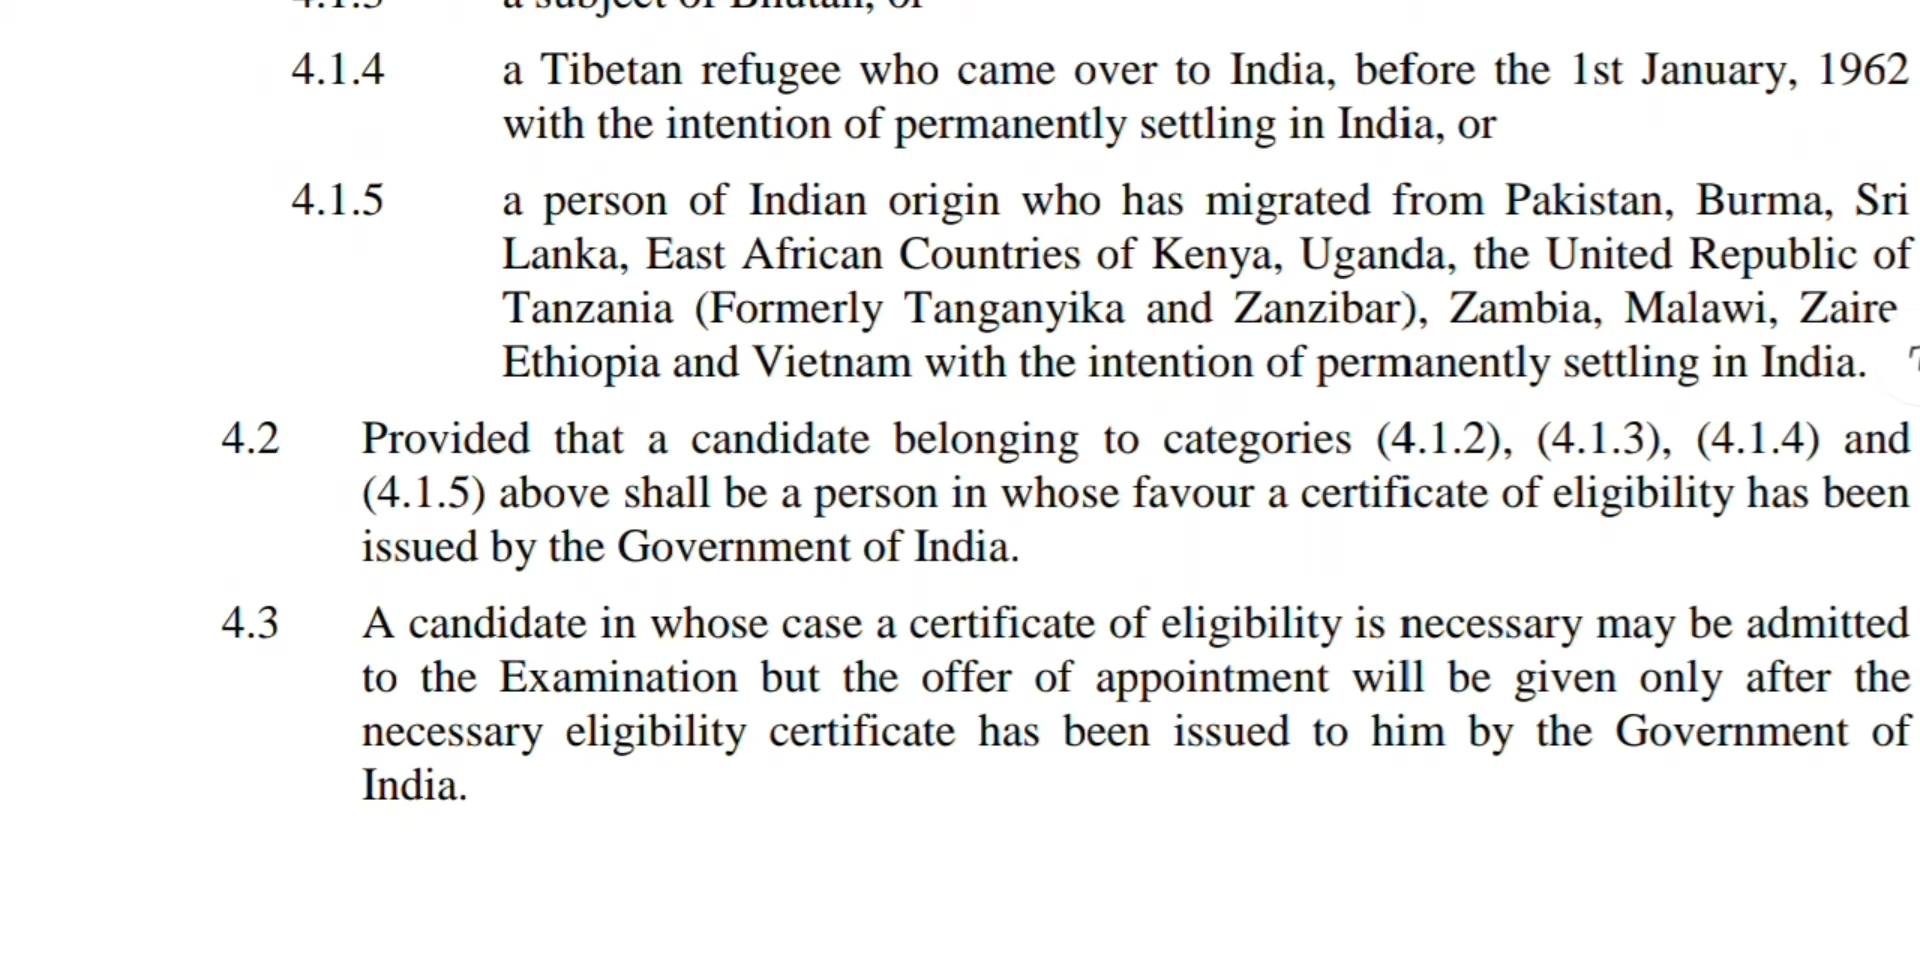 4.1.3 a subject of Bhutan, or
4.1.4 a Tibetan refugee who came over to India, before the 1st January, 1962
with the intention of permanently settling in India, or
4.1.5 a person of Indian origin who has migrated from Pakistan, Burma, Sri
Lanka, East African Countries of Kenya, Uganda, the United Republic of
Tanzania (Formerly Tanganyika and Zanzibar), Zambia, Malawi, Zaire
Ethiopia and Vietnam with the intention of permanently settling in India.
4.2 Provided that a candidate belonging to categories (4.1.2), (4.1.3), (4.1.4) and
(4.1.5) above shall be a person in whose favour a certificate of eligibility has been
issued by the Government of India.
4.3 A candidate in whose case a certificate of eligibility is necessary may be admitted
to the Examination but the offer of appointment will be given only after the
necessary eligibility certificate has been issued to him by the Government of
India.